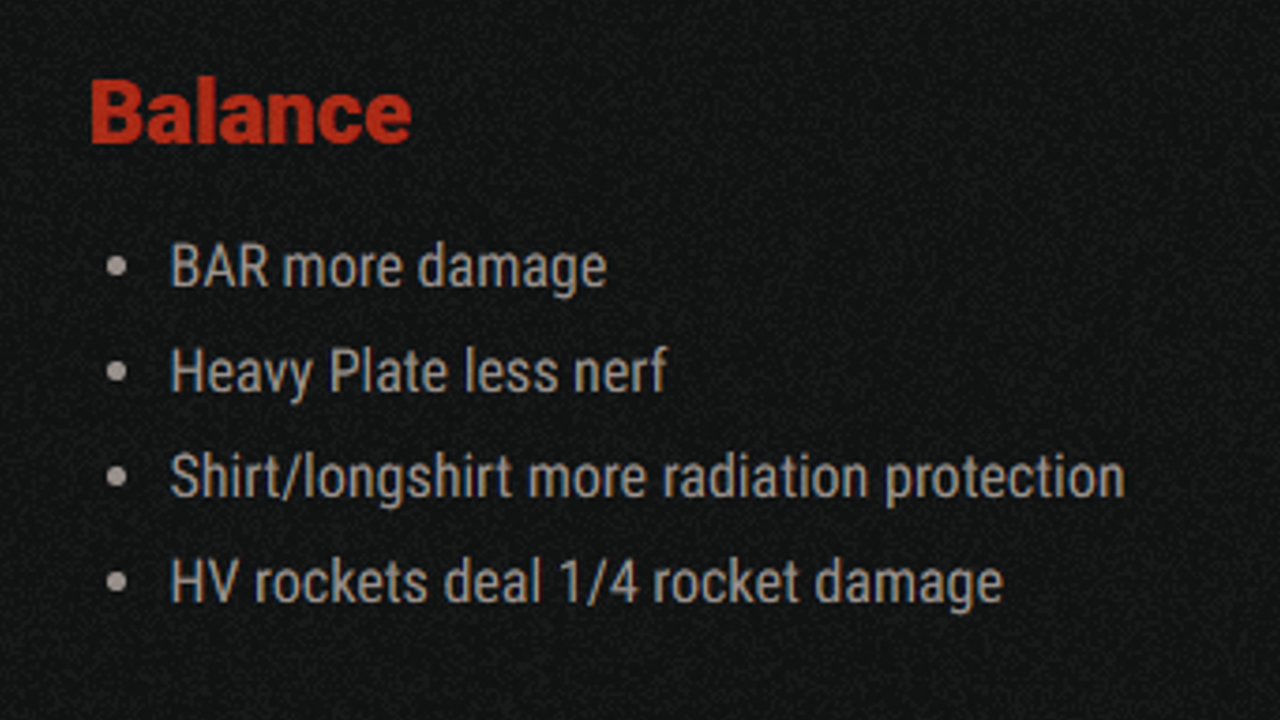 Balance
BAR more damage
Heavy Plate less nerf
Shirt/longshirt more radiation protection
HV rockets deal 1/4 rocket damage